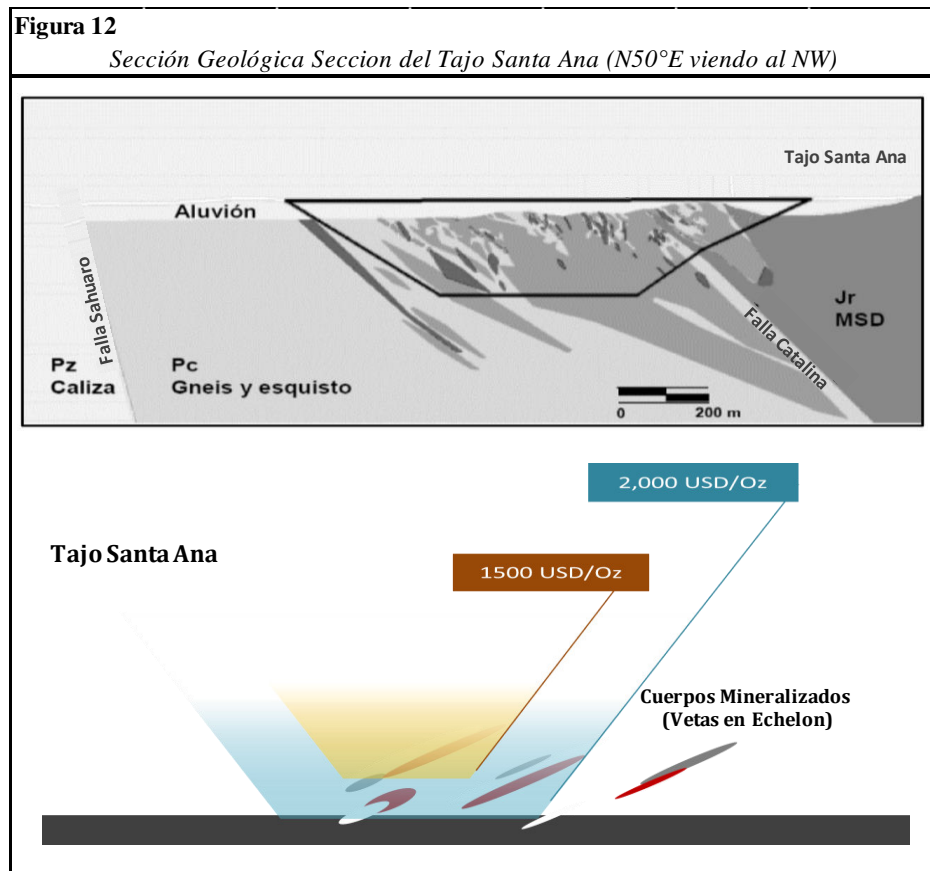 Figura 12
Sección Geológica Seccion del Tajo Santa Ana (N50°E viendo al NW)
Tajo Santa Ana
Aluvión
Falla Sahuaro
Pz
Caliza
Pc
Gneis y esquisto
Jr
MSD
Falla Catalina
0
200 m
2,000 USD/Oz
Tajo Santa Ana
1500 USD/Oz
Cuerpos Mineralizados
(Vetas en Echelon)